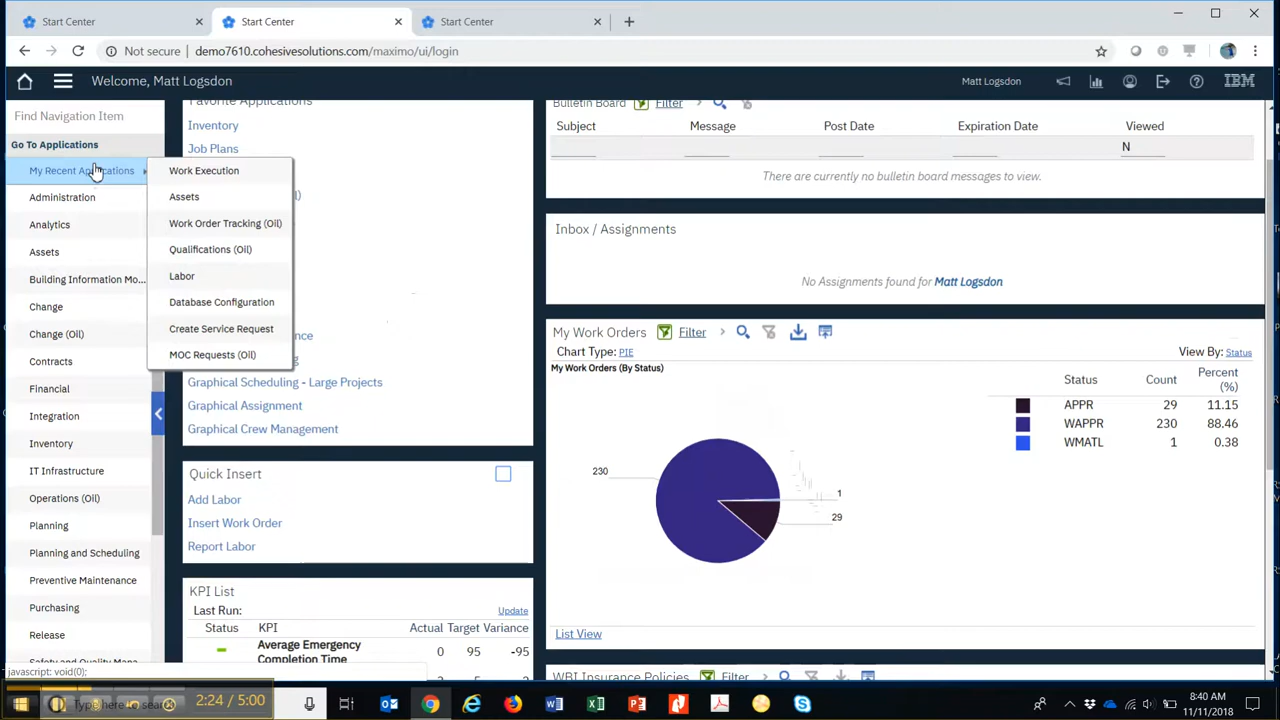 Start Center
Start Center
Start Center
Not secure
demo7610.cohesivesolutions.com/maximo/ui/login
Welcome, Matt Logsdon
Matt Logsdon
IBM
Find Navigation Item
Go To Applications
My Recent Applications
Administration
Analytics
Assets
Building Information Mo...
Change
Change (Oil)
Contracts
Financial
Integration
Inventory
IT Infrastructure
Operations (Oil)
Planning
Planning and Scheduling
Preventive Maintenance
Purchasing
Release
Safety and Quality Mana
Work Execution
Assets
Work Order Tracking (Oil)
Qualifications (Oil)
Labor
Database Configuration
Create Service Request
MOC Requests (Oil)
Favorite Applications
Inventory
Job Plans
Graphical Scheduling - Large Projects
Graphical Assignment
Graphical Crew Management
Quick Insert
Add Labor
Insert Work Order
Report Labor
KPI List
Last Run:
Update
Status KPI Actual Target Variance
Average Emergency 0 95 -95
Completion Time
Bulletin Board Filter
Subject Message Post Date Expiration Date Viewed
N
There are currently no bulletin board messages to view.
Inbox / Assignments
No Assignments found for Matt Logsdon
My Work Orders Filter
Chart Type: PIE View By: Status
My Work Orders (By Status)
230
1
29
Status Count Percent (%)
APPR 29 11.15
WAPPR 230 88.46
WMATL 1 0.38
List View
WBI Insurance Policies Filter
javascript: void(0);
Type here to search
2:24 / 5:00
8:40 AM
11/11/2018